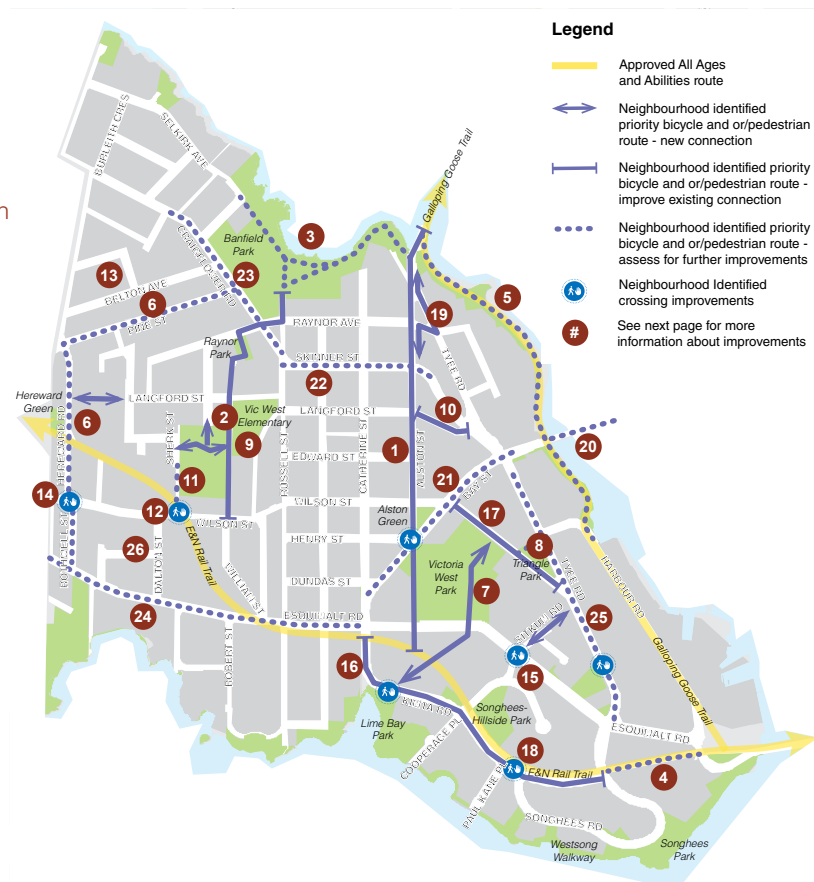 Legend
Approved All Ages
and Abilities route
Neighbourhood identified
priority bicycle and or/pedestrian
route - new connection
Neighbourhood identified priority
bicycle and or/pedestrian route -
improve existing connection
Neighbourhood identified priority
bicycle and or/pedestrian route -
assess for further improvements
Neighbourhood Identified
crossing improvements
#
See next page for more
information about improvements
BURLEITH CRES
SELKIRK AVE
Galloping Goose Trail
n
Banfield
Park
3
CRAIGFLOWER RD
23
13
BELTON AVE
6
PINE ST
5
19
RAYNOR AVE
Raynor
Park
SKINNER ST
TYEE RD
22
Hereward
Green
LANGFORD ST
6
HEREWARD RD
2
Vic West
Elementary
LANGFORD ST
10
SHERK ST
9
RUSSELL ST
CATHERINE ST
1
MUSTON ST
20
EDWARD ST
11
21
BAY ST
14
12
WILSON ST
WILSON ST
Alston
Green
17
ROTHWELL ST
E&N Rail Trail
HENRY ST
8
26
DALTON ST
Victoria
West
Park
Triangle
Park
TYEE RD
HARBOUR RD
WILLIAM ST
DUNDAS ST
7
24
ESQUIMALT RD
SITKUM RD
25
ROBERT ST
16
15
Galloping Goose Trail
KIMTA RD
Songhees-
Hillside Park
Lime Bay
Park
COOPERAGE PL
ESQUIMALT RD
18
E&N Rail Trail
4
PAUL KANE PL
SONGHEES RD
Westsong
Walkway
Songhees
Park